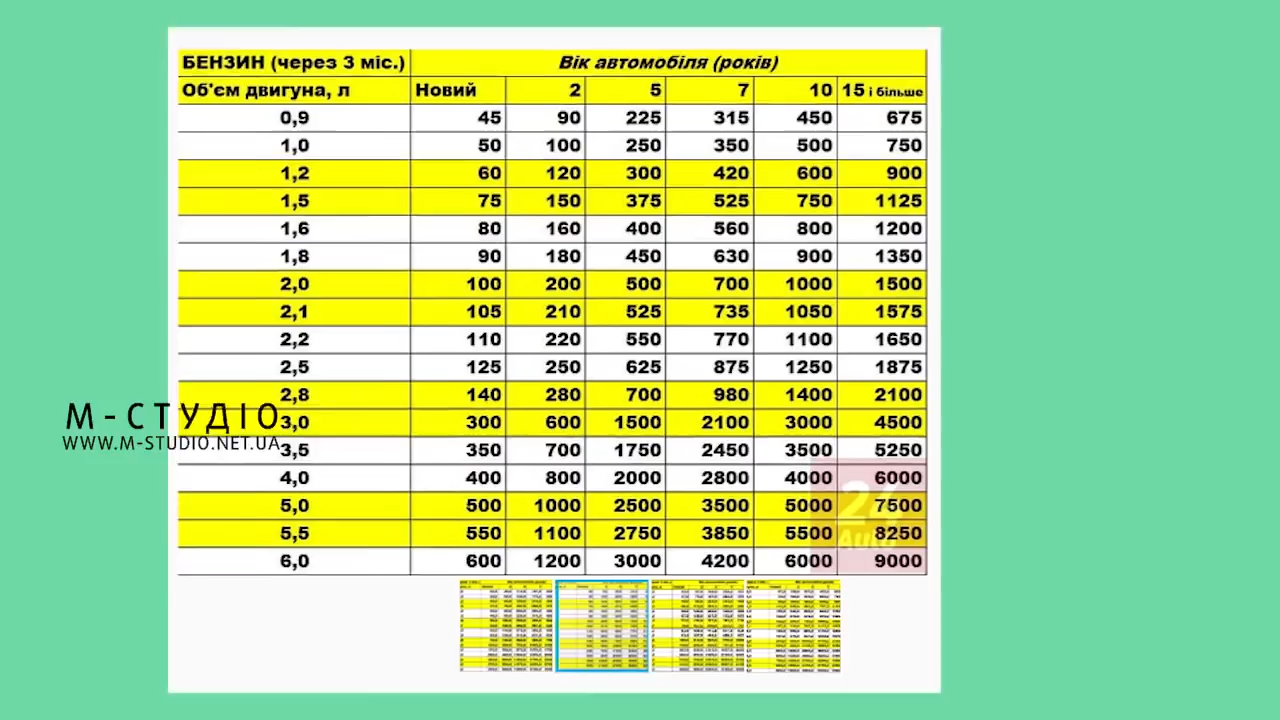 БЕНЗИН (через 3 міс.) Вік автомобіля (років)
Об'єм двигуна, л Новий 2 5 7 10 15 і більше
0,9 45 90 225 315 450 675
1,0 50 100 250 350 500 750
1,2 60 120 300 420 600 900
1,5 75 150 375 525 750 1125
1,6 80 160 400 560 800 1200
1,8 90 180 450 630 900 1350
2,0 100 200 500 700 1000 1500
2,1 105 210 525 735 1050 1575
2,2 110 220 550 770 1100 1650
2,5 125 250 625 875 1250 1875
2,8 140 280 700 980 1400 2100
М-СТУДІО
3,0 300 600 1500 2100 3000 4500
WWW.M-STUDIO.NET.UA
3,5 350 700 1750 2450 3500 5250
4,0 400 800 2000 2800 4000 6000
5,0 500 1000 2500 3500 5000 7500
24
5,5 550 1100 2750 3850 5500 8250
Auto
6,0 600 1200 3000 4200 6000 9000